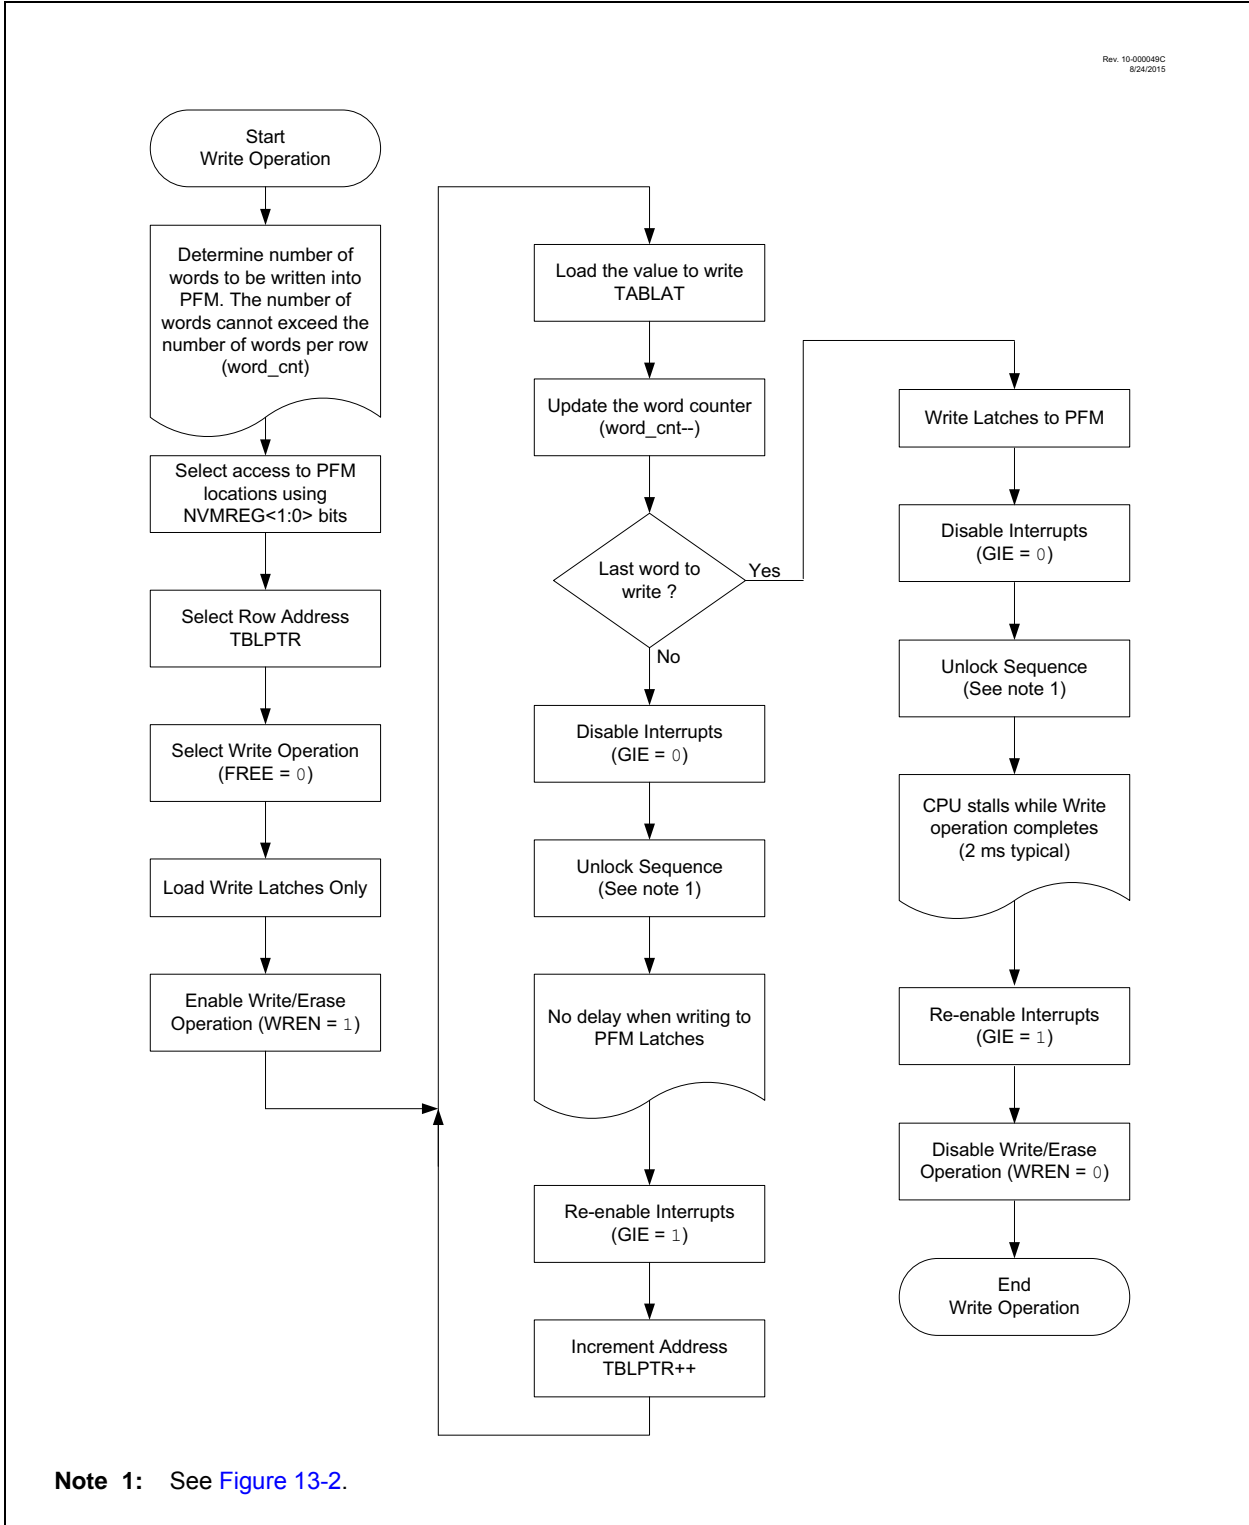 Rev. 10-000049C
8/24/2015
Start
Write Operation
Determine number of
words to be written into
PFM. The number of
words cannot exceed the
number of words per row
(word_cnt)
Select access to PFM
locations using
NVMREG<1:0> bits
Select Row Address
TBLPTR
Select Write Operation
(FREE = 0)
Load Write Latches Only
Enable Write/Erase
Operation (WREN = 1)
Load the value to write
TABLAT
Update the word counter
(word_cnt--)
Last word to
write ?
Yes
No
Disable Interrupts
(GIE = 0)
Unlock Sequence
(See note 1)
No delay when writing to
PFM Latches
Re-enable Interrupts
(GIE = 1)
Increment Address
TBLPTR++
Write Latches to PFM
Disable Interrupts
(GIE = 0)
Unlock Sequence
(See note 1)
CPU stalls while Write
operation completes
(2 ms typical)
Re-enable Interrupts
(GIE = 1)
Disable Write/Erase
Operation (WREN = 0)
End
Write Operation
Note 1: See Figure 13-2.